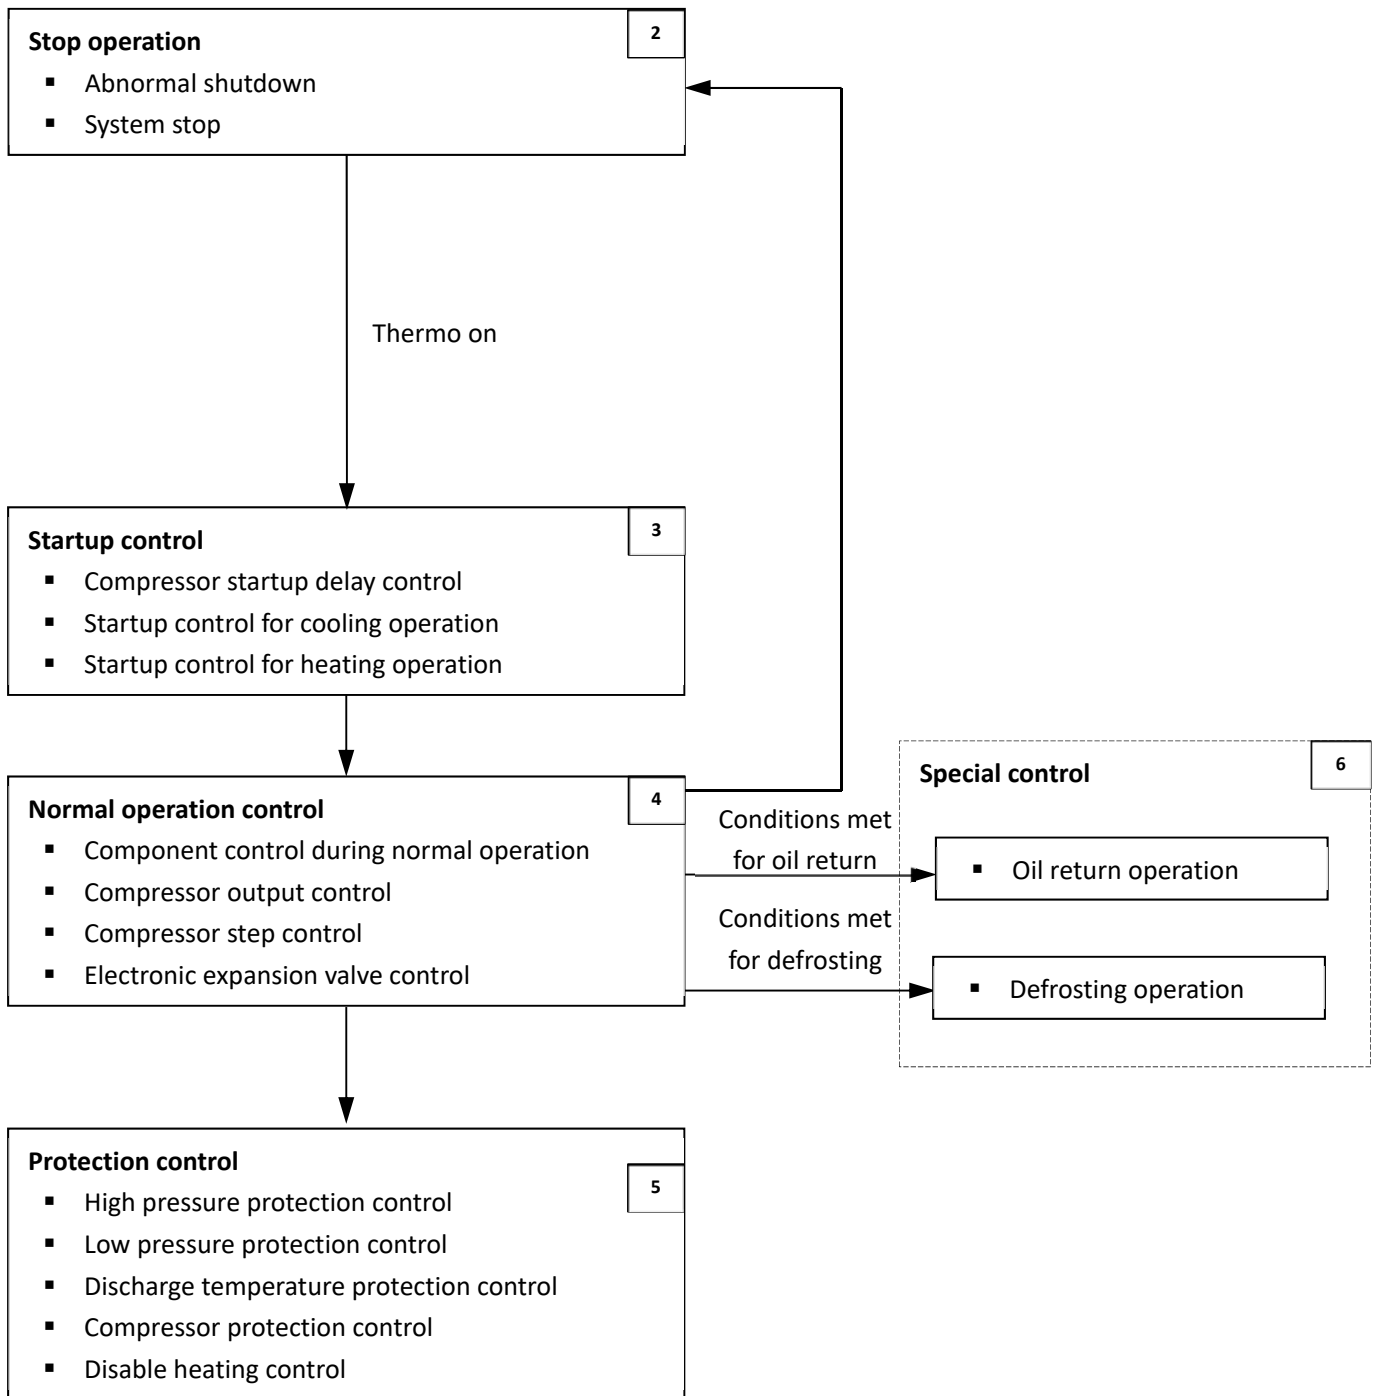 Stop operation
2
▪ Abnormal shutdown
▪ System stop
Thermo on
Startup control
3
▪ Compressor startup delay control
▪ Startup control for cooling operation
▪ Startup control for heating operation
Normal operation control
4
▪ Component control during normal operation
▪ Compressor output control
▪ Compressor step control
▪ Electronic expansion valve control
Conditions met
for oil return
Conditions met
for defrosting
Special control
6
▪ Oil return operation
▪ Defrosting operation
Protection control
5
▪ High pressure protection control
▪ Low pressure protection control
▪ Discharge temperature protection control
▪ Compressor protection control
▪ Disable heating control